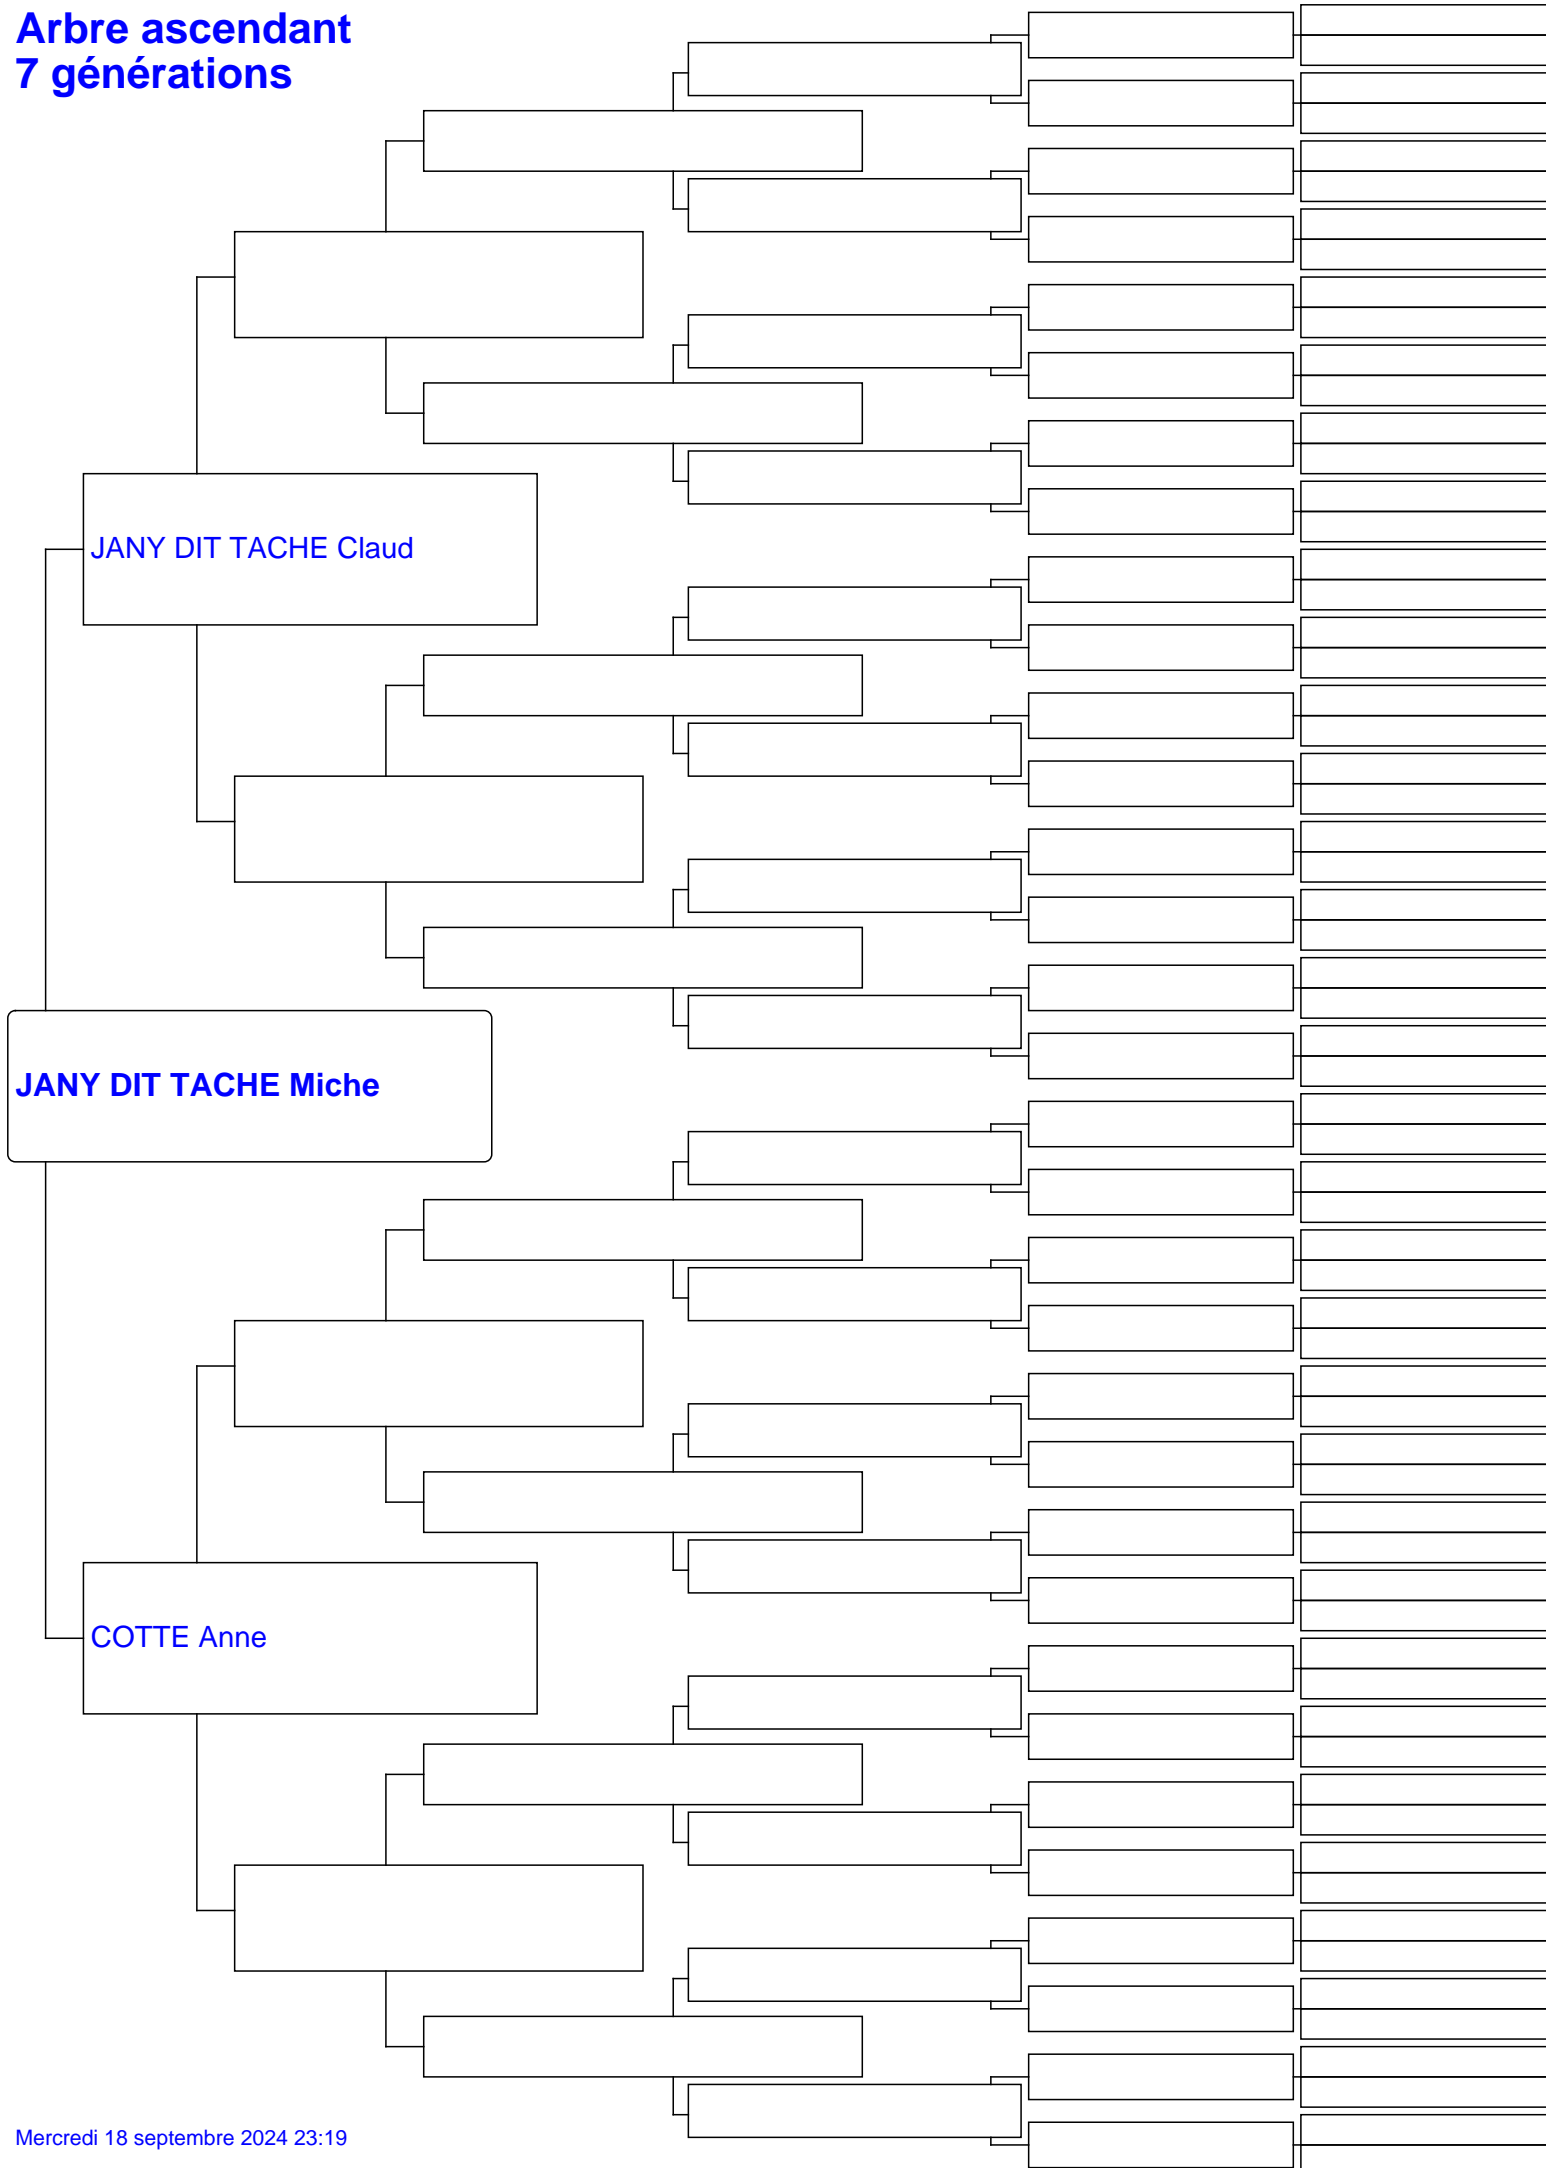 Arbre ascendant
7 générations
JANY DIT TACHE Claud
JANY DIT TACHE Miche
COTTE Anne
Mercredi 18 septembre 2024 23:19